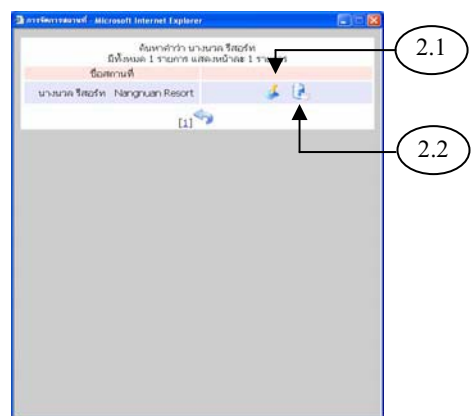 การจัดการสถานที่ - Microsoft Internet Explorer
ค้นหาคำว่า นางนวล รีสอร์ท
มีทั้งหมด 1 รายการ แสดงหน้าละ 1 รายการ
ชื่อสถานที่
นางนวล รีสอร์ท Nangnuan Resort
[1]
2.1
2.2